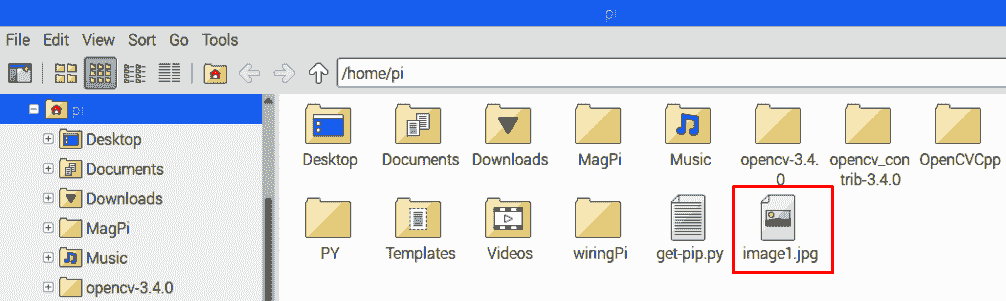 pi
File Edit View Sort Go Tools
/home/pi
pi
Desktop
Documents
Downloads
MagPi
Music
opencv-3.4.0
Desktop Documents Downloads MagPi Music opencv-3.4. opencv_con OpenCVCpp
0 trib-3.4.0
PY Templates Videos wiringPi get-pip.py image1.jpg